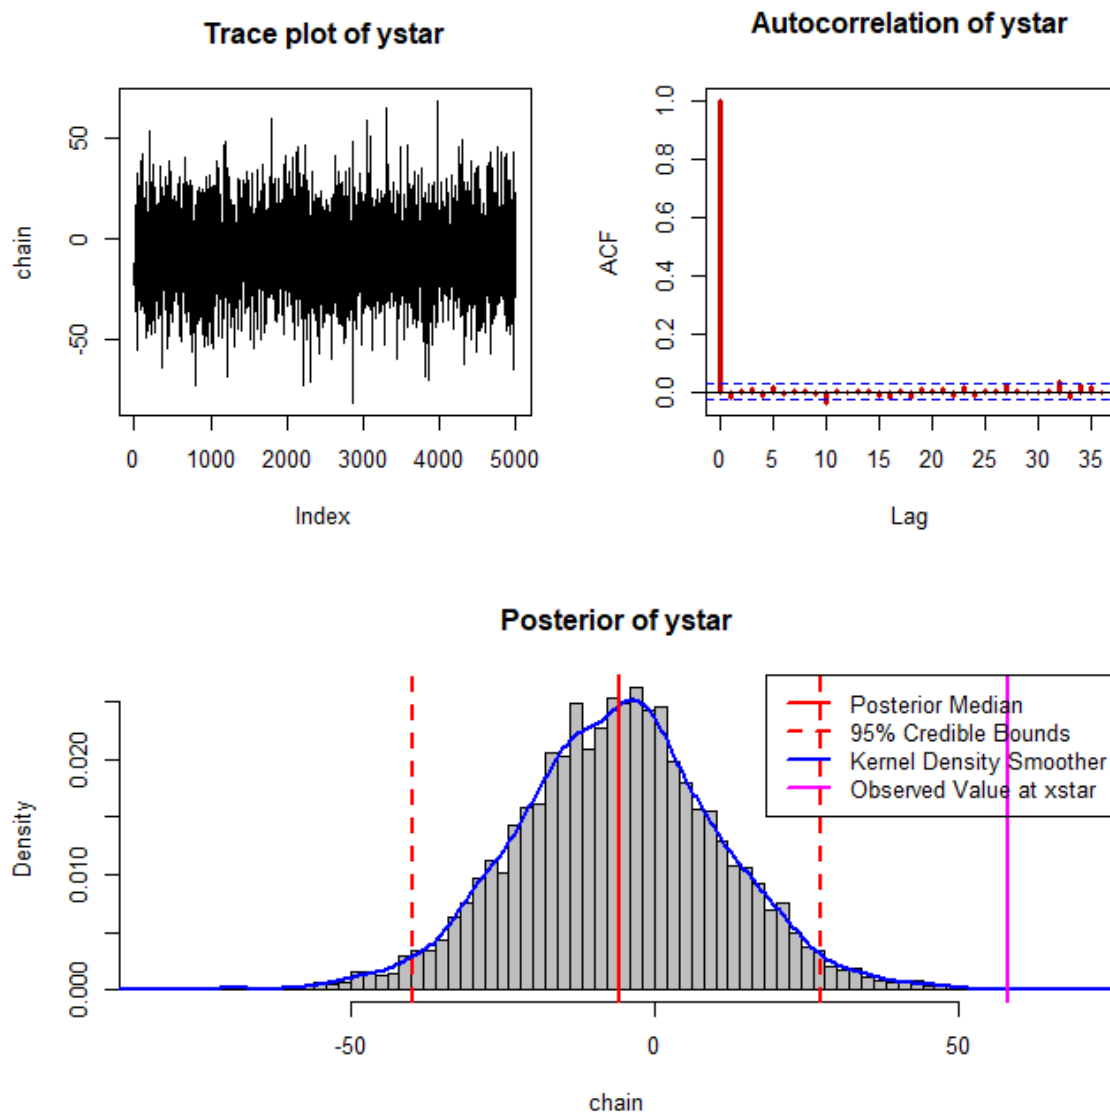 Trace plot of ystar
chain
50
0
-50
0 1000 2000 3000 4000 5000
Index
Autocorrelation of ystar
ACF
1.0
0.8
0.6
0.4
0.2
0.0
0 5 10 15 20 25 30 35
Lag
Posterior of ystar
Density
0.020
0.010
0.000
Posterior Median
95% Credible Bounds
Kernel Density Smoother
Observed Value at xstar
-50 0 50
chain